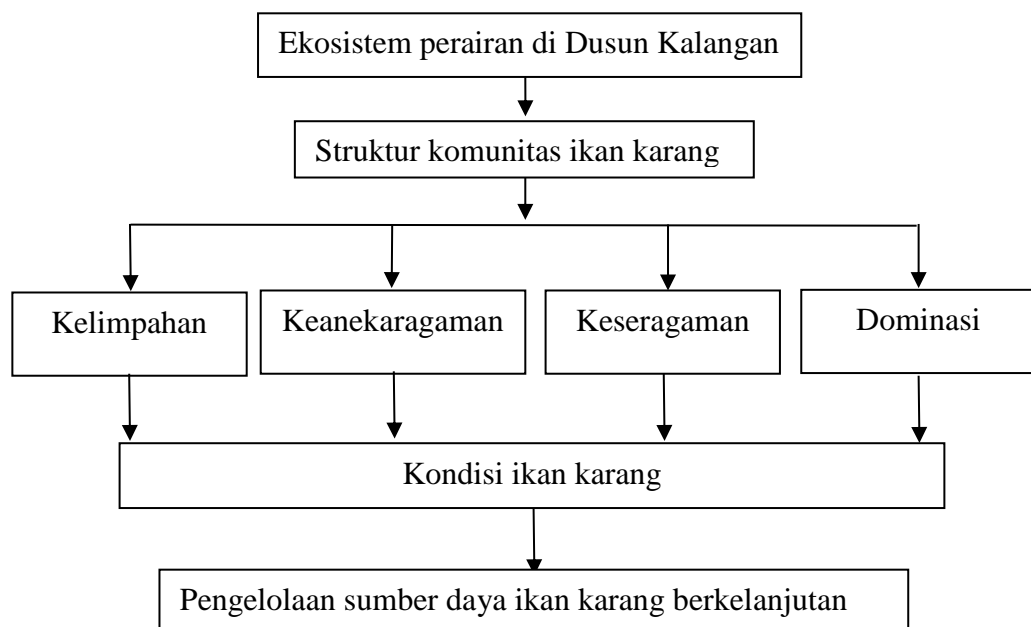 Ekosistem perairan di Dusun Kalangan
Struktur komunitas ikan karang
Kelimpahan
Keanekaragaman
Keseragaman
Dominasi
Kondisi ikan karang
Pengelolaan sumber daya ikan karang berkelanjutan